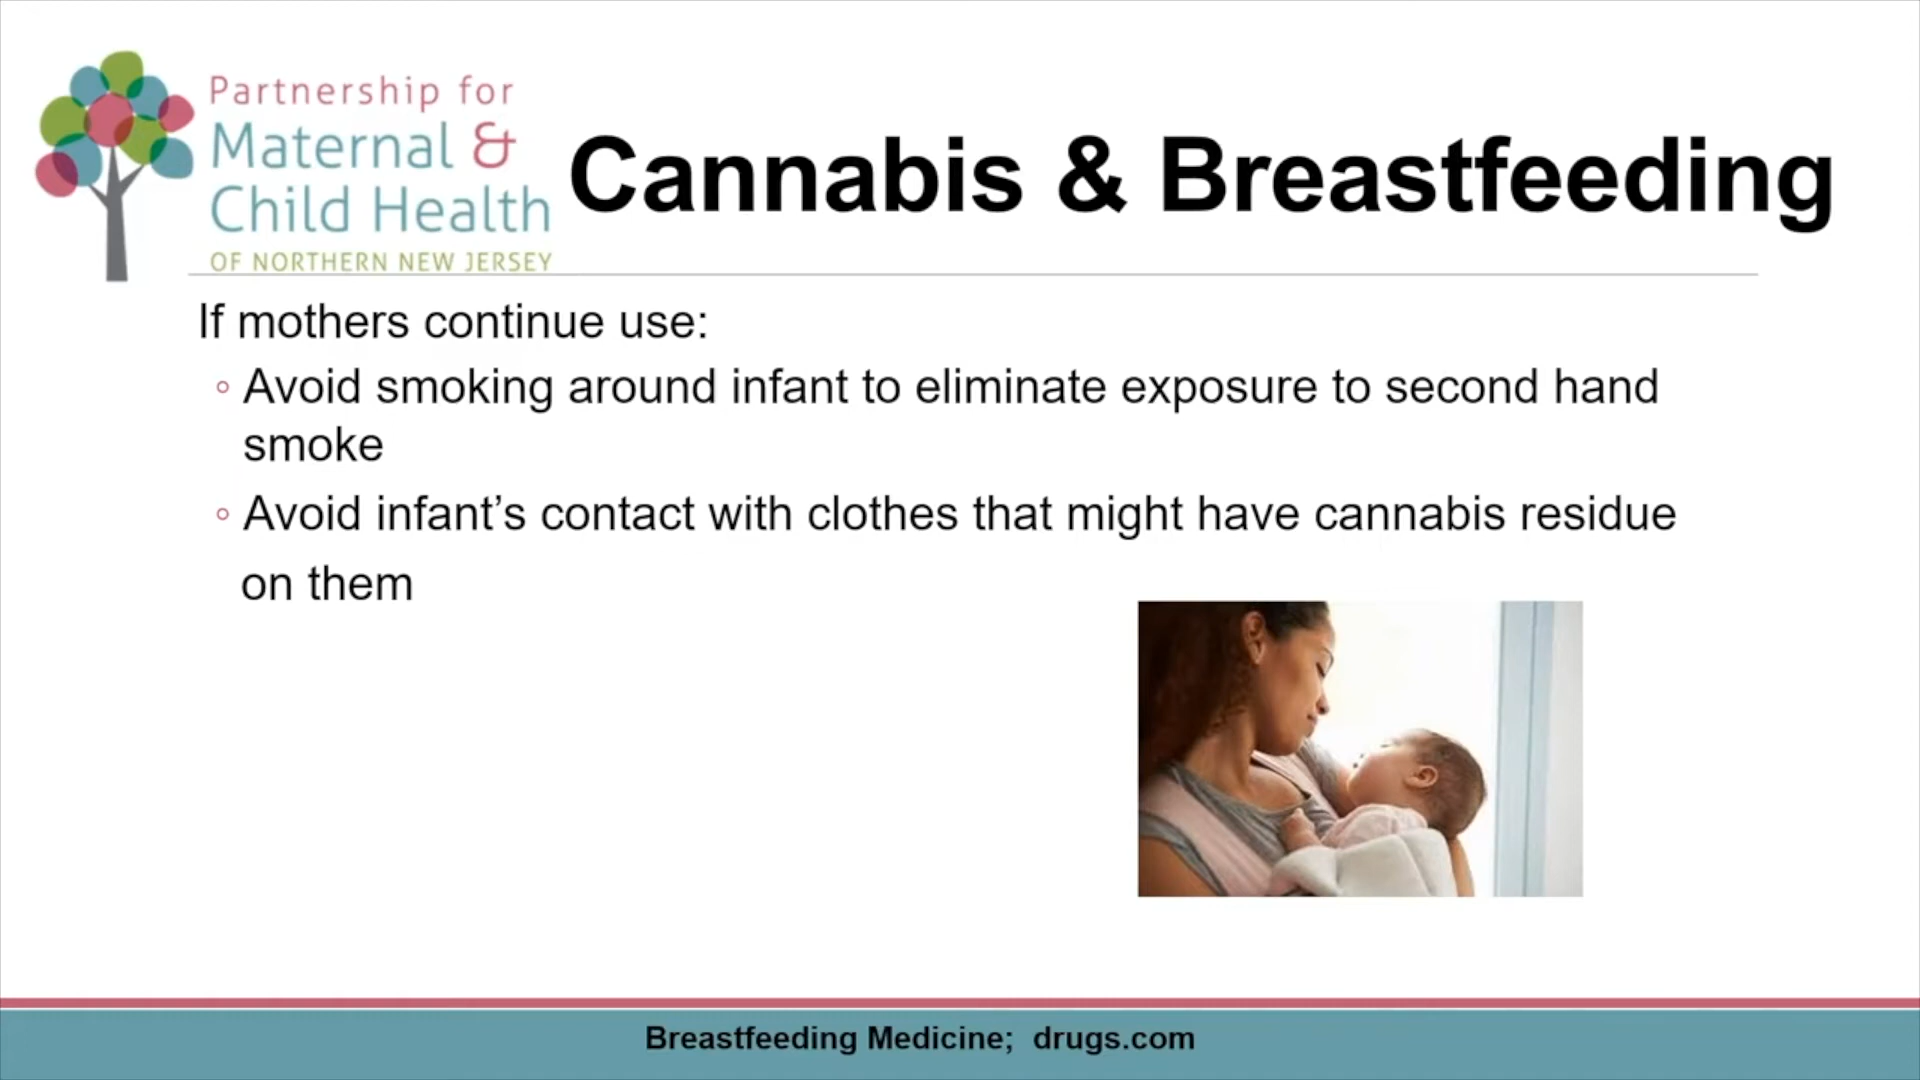 Partnership for
Maternal &
Child Health
OF NORTHERN NEW JERSEY
Cannabis & Breastfeeding
If mothers continue use:
◦ Avoid smoking around infant to eliminate exposure to second hand
smoke
◦ Avoid infant’s contact with clothes that might have cannabis residue
on them
Breastfeeding Medicine; drugs.com